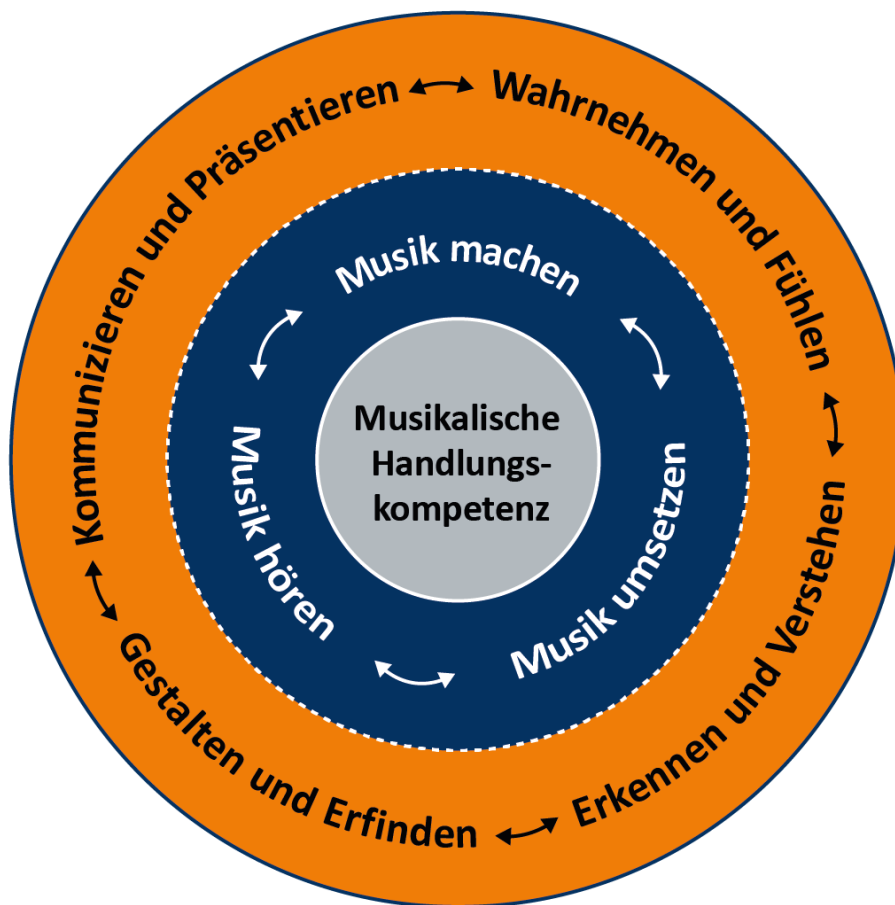 Kommunizieren und Präsentieren
Wahrnehmen und Fühlen
Erkennen und Verstehen
Gestalten und Erfinden
Musik machen
Musik umsetzen
Musik hören
Musikalische
Handlungs-
kompetenz